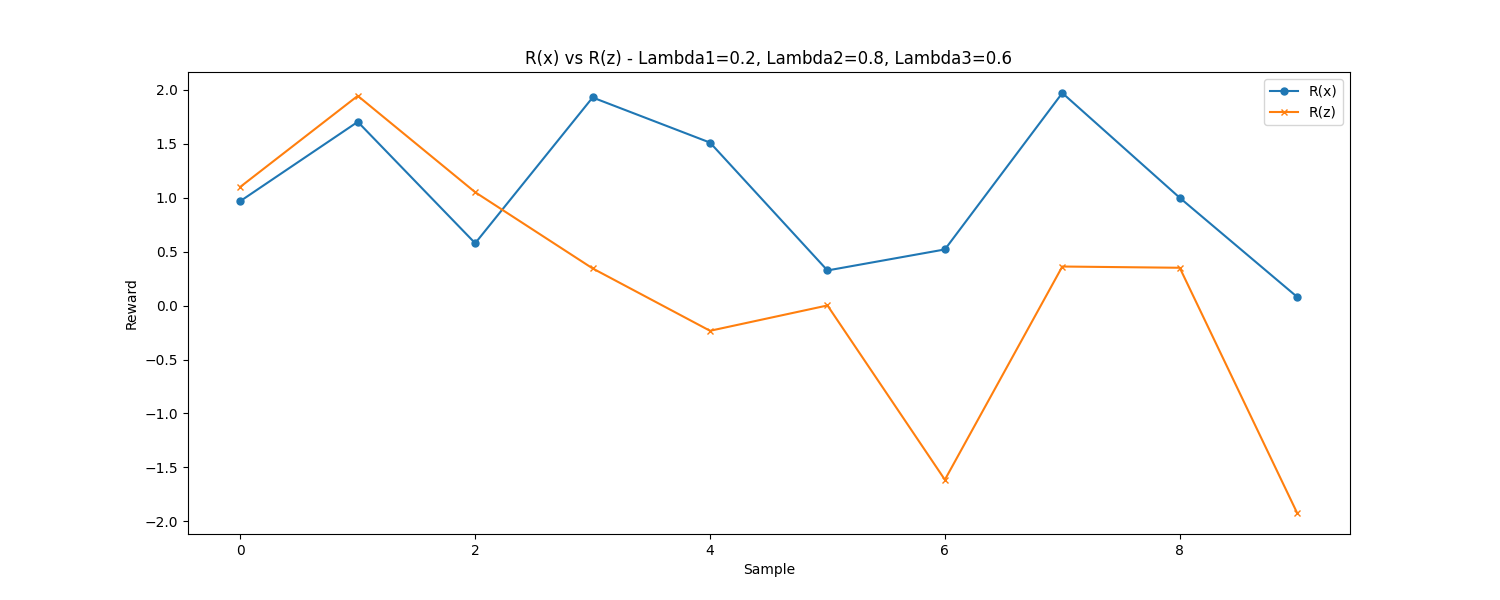 R(x) vs R(z) - Lambda1=0.2, Lambda2=0.8, Lambda3=0.6
R(x)
R(z)
2.0
1.5
1.0
0.5
0.0
−0.5
−1.0
−1.5
−2.0
Reward
0 2 4 6 8
Sample